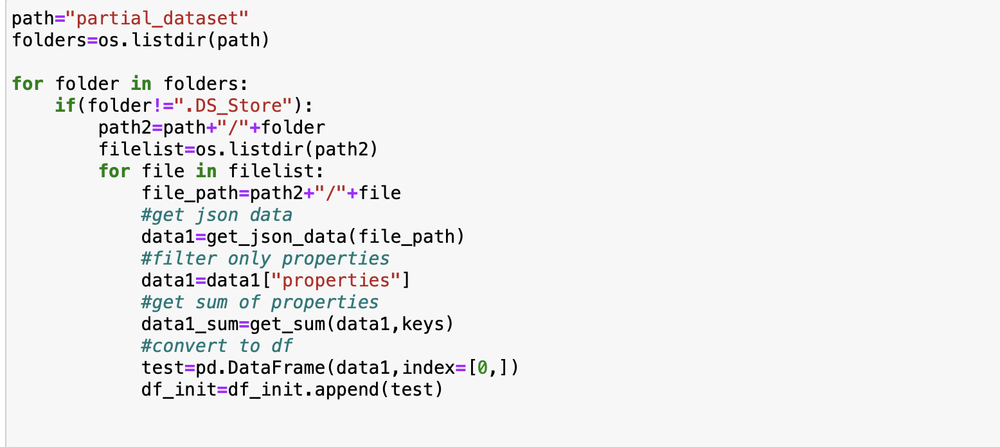 path="partial_dataset"
folders=os.listdir(path)

for folder in folders:
    if(folder!=".DS_Store"):
        path2=path+"/"+folder
        filelist=os.listdir(path2)
        for file in filelist:
            file_path=path2+"/"+file
            #get json data
            data1=get_json_data(file_path)
            #filter only properties
            data1=data1["properties"]
            #get sum of properties
            data1_sum=get_sum(data1,keys)
            #convert to df
            test=pd.DataFrame(data1,index=[0,])
            df_init=df_init.append(test)